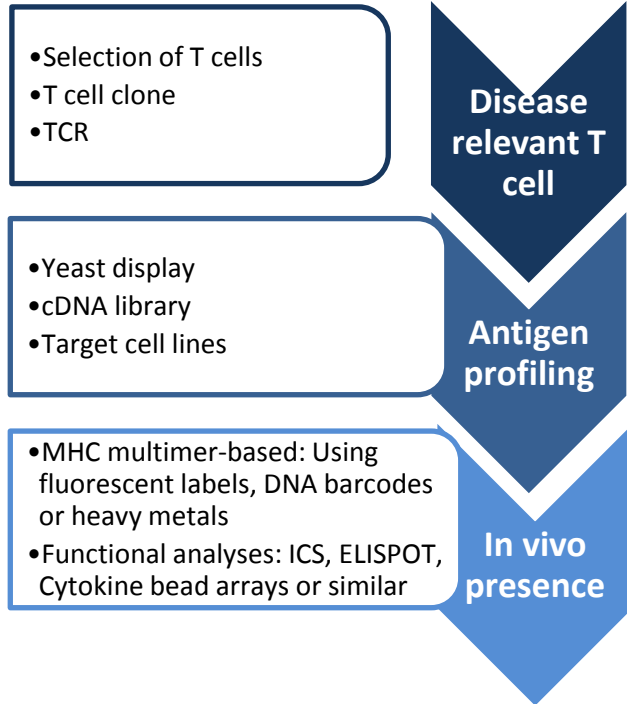 •Selection of T cells
•T cell clone
•TCR
Disease
relevant T
cell
•Yeast display
•cDNA library
•Target cell lines
Antigen
profiling
•MHC multimer-based: Using
fluorescent labels, DNA barcodes
or heavy metals
•Functional analyses: ICS, ELISPOT,
Cytokine bead arrays or similar
In vivo
presence